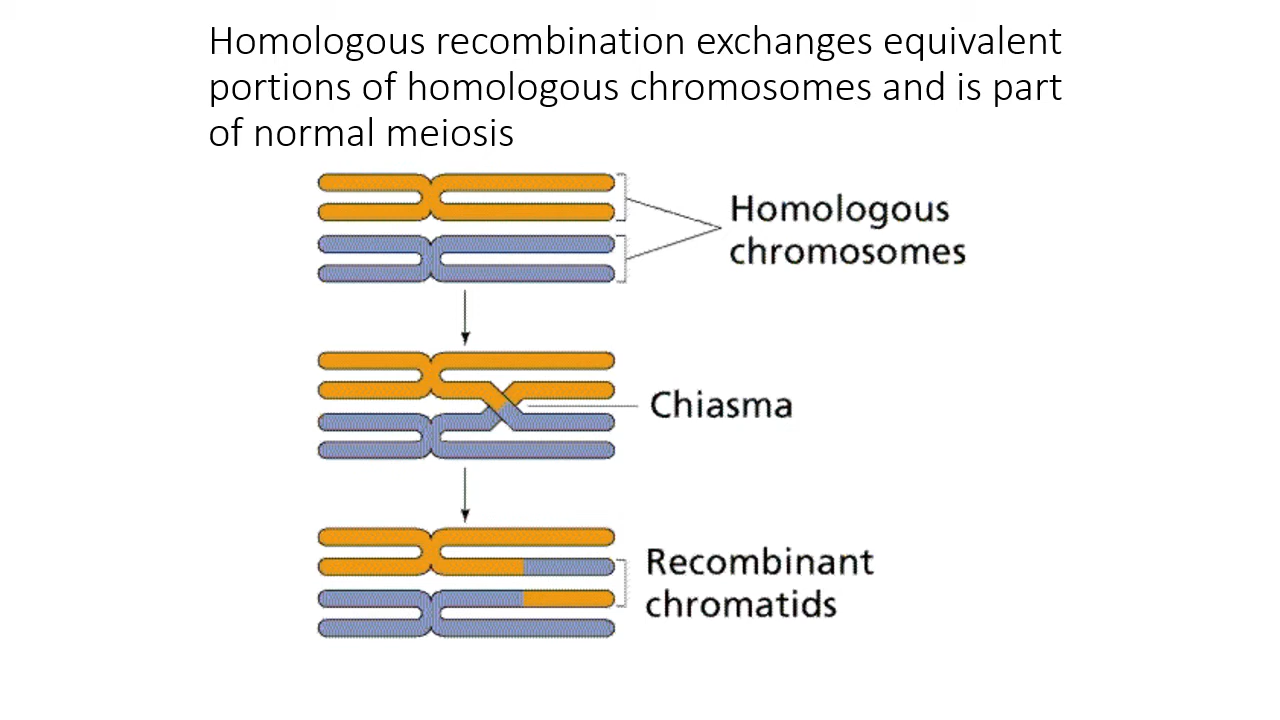 Homologous recombination exchanges equivalent
portions of homologous chromosomes and is part
of normal meiosis
Homologous
chromosomes
Chiasma
Recombinant
chromatids